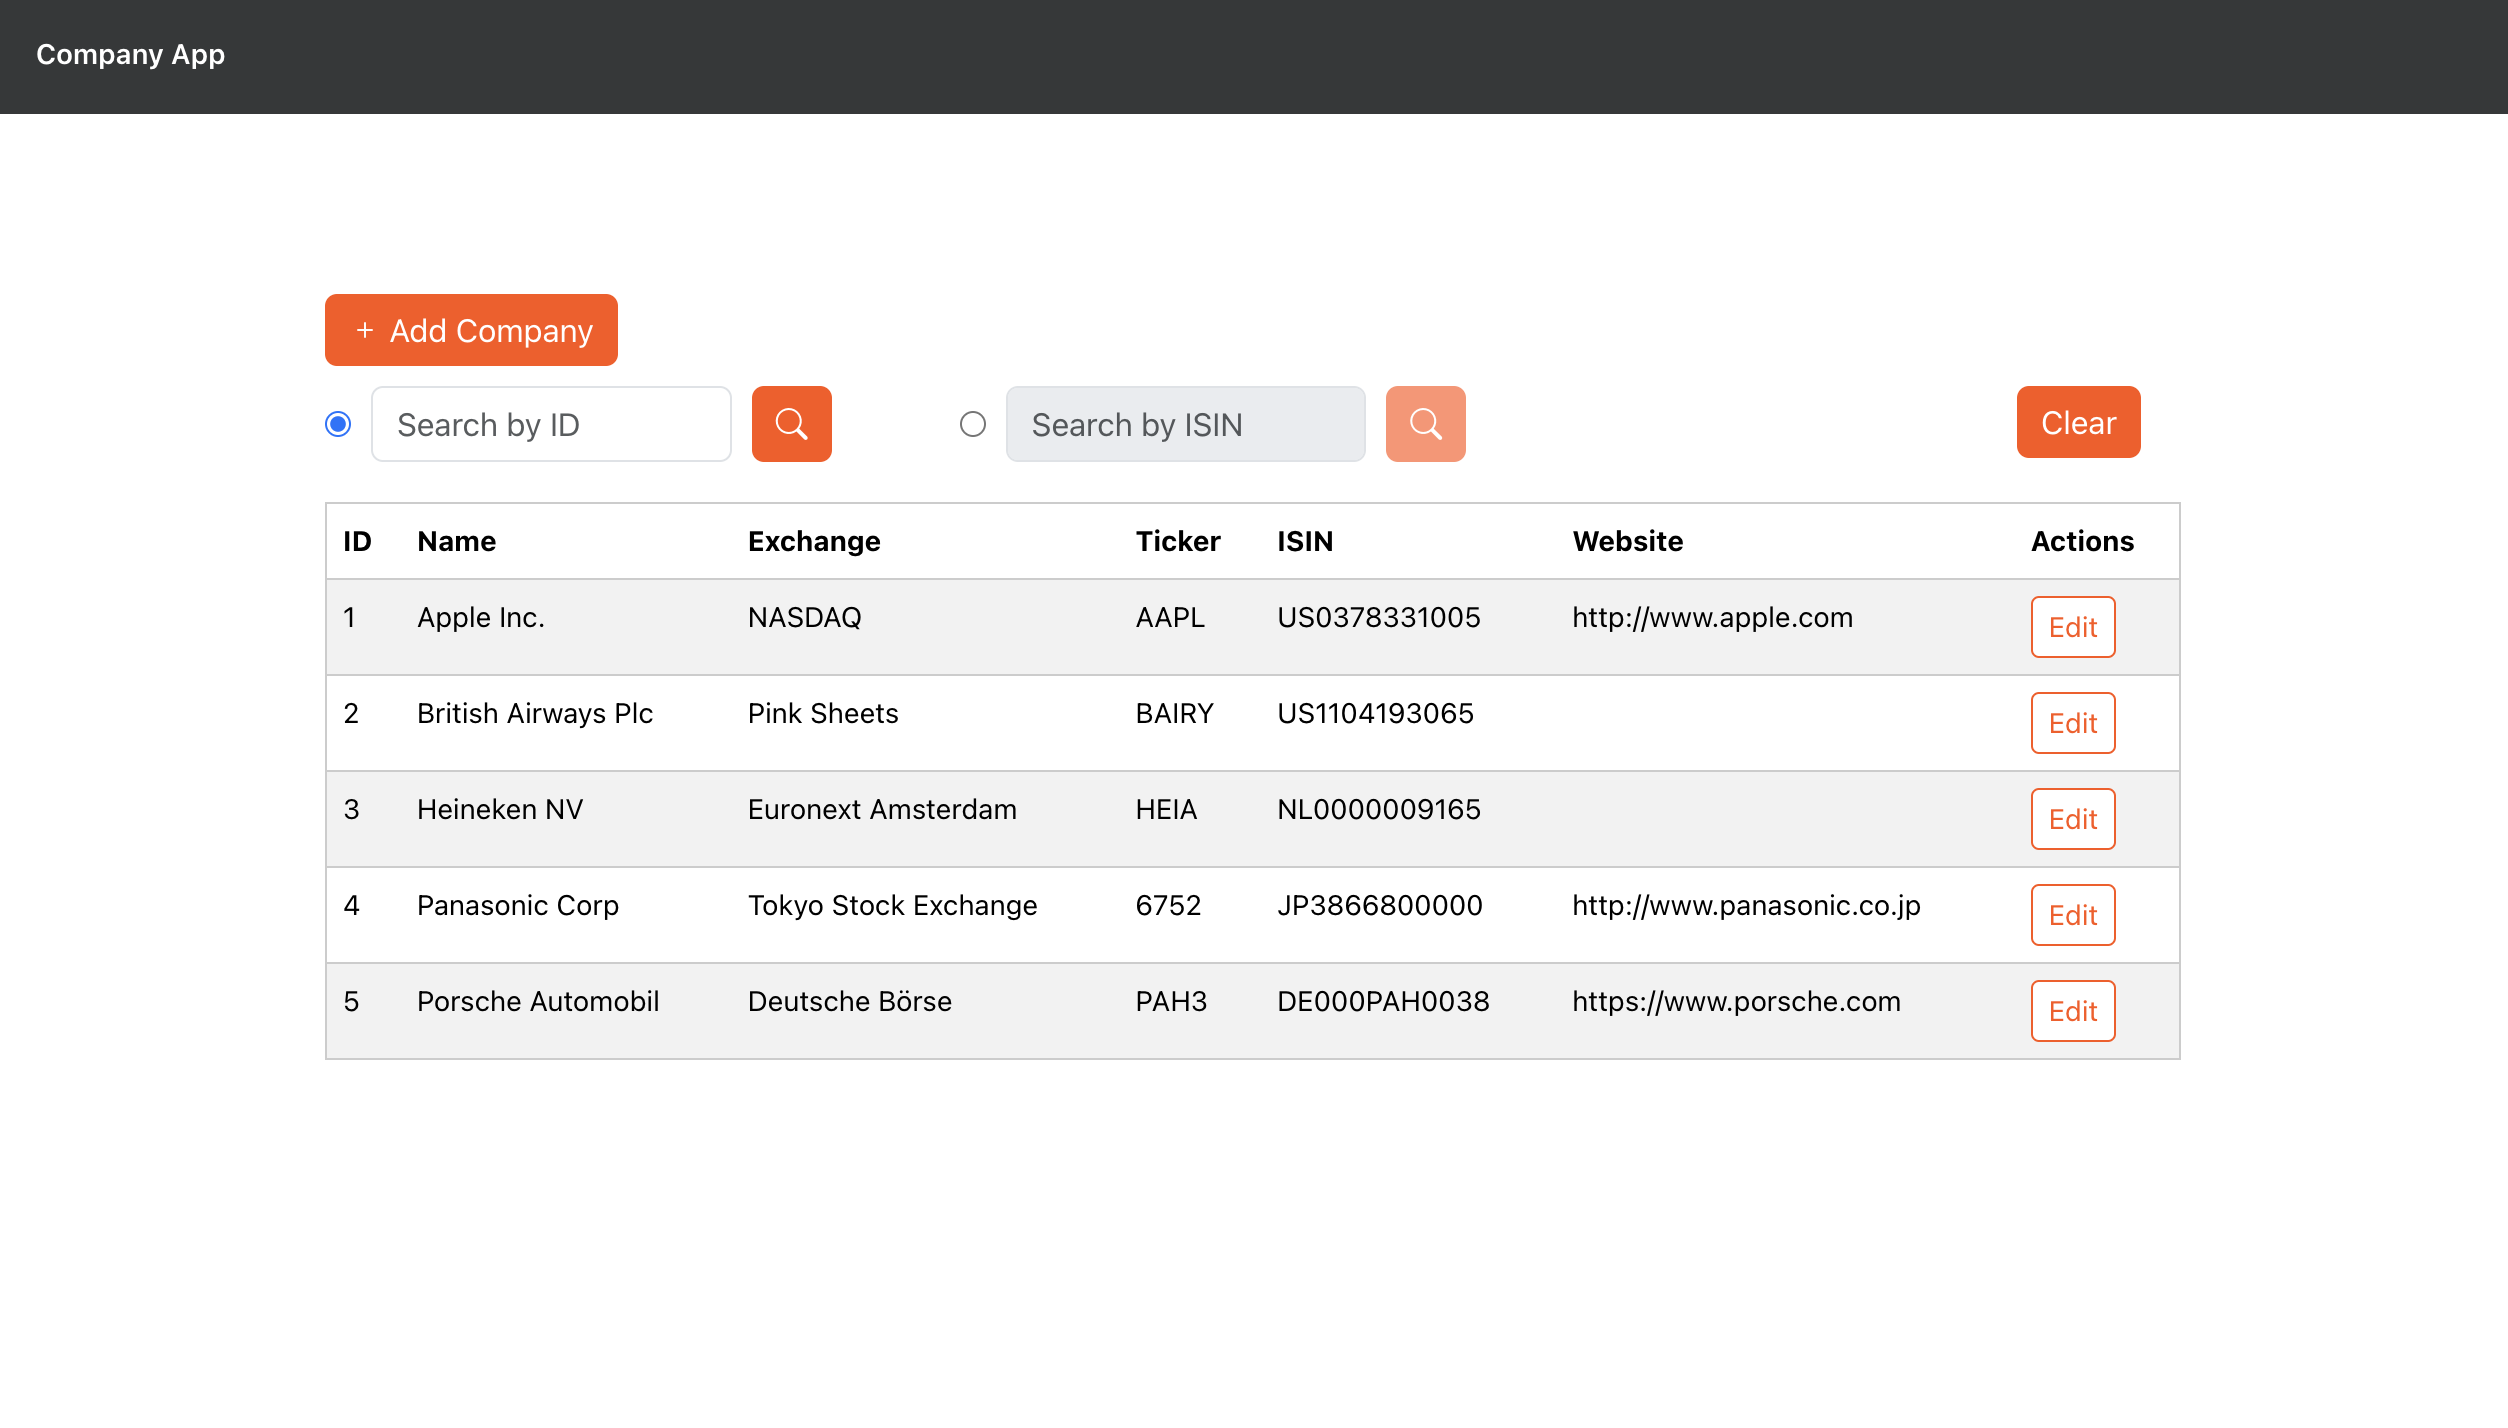 Company App
+ Add Company
Search by ID Search by ISIN Clear
ID Name Exchange Ticker ISIN Website Actions
1 Apple Inc. NASDAQ AAPL US0378331005 http://www.apple.com Edit
2 British Airways Plc Pink Sheets BAIRY US1104193065 Edit
3 Heineken NV Euronext Amsterdam HEIA NL0000009165 Edit
4 Panasonic Corp Tokyo Stock Exchange 6752 JP3866800000 http://www.panasonic.co.jp Edit
5 Porsche Automobil Deutsche Börse PAH3 DE000PAH0038 https://www.porsche.com Edit